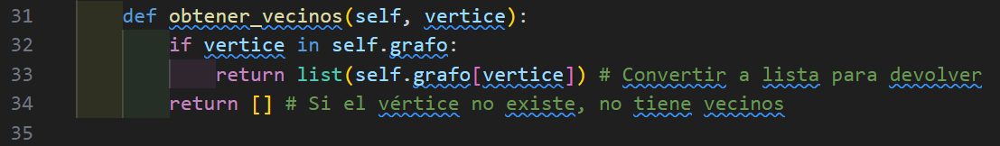 31 def obtener_vecinos(self, vertice):
32 if vertice in self.grafo:
33 return list(self.grafo[vertice]) # Convertir a lista para devolver
34 return [] # Si el vértice no existe, no tiene vecinos
35